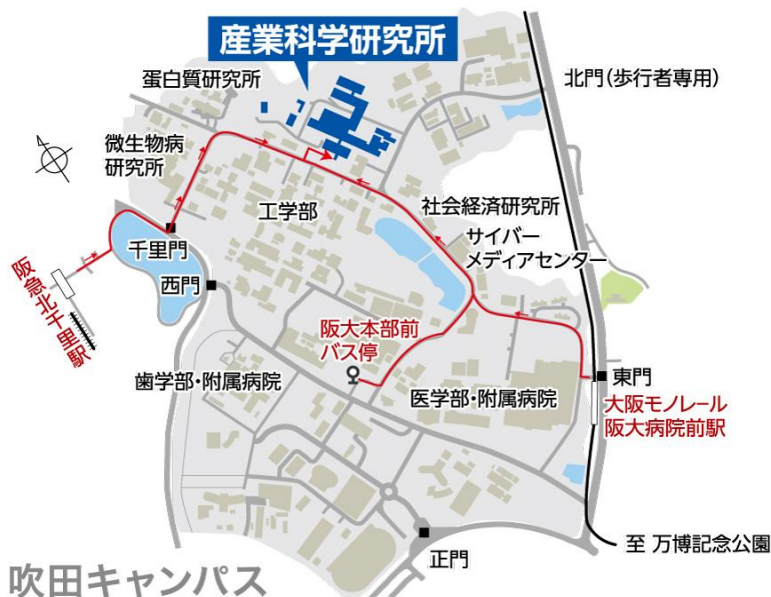 産業科学研究所
蛋白質研究所
北門(歩行者専用)
微生物病
研究所
社会経済研究所
工学部
サイバー
メディアセンター
千里門
西門
阪急北千里駅
阪大本部前
バス停
東門
歯学部・附属病院
医学部・附属病院
大阪モノレール
阪大病院前駅
至 万博記念公園
正門
吹田キャンパス